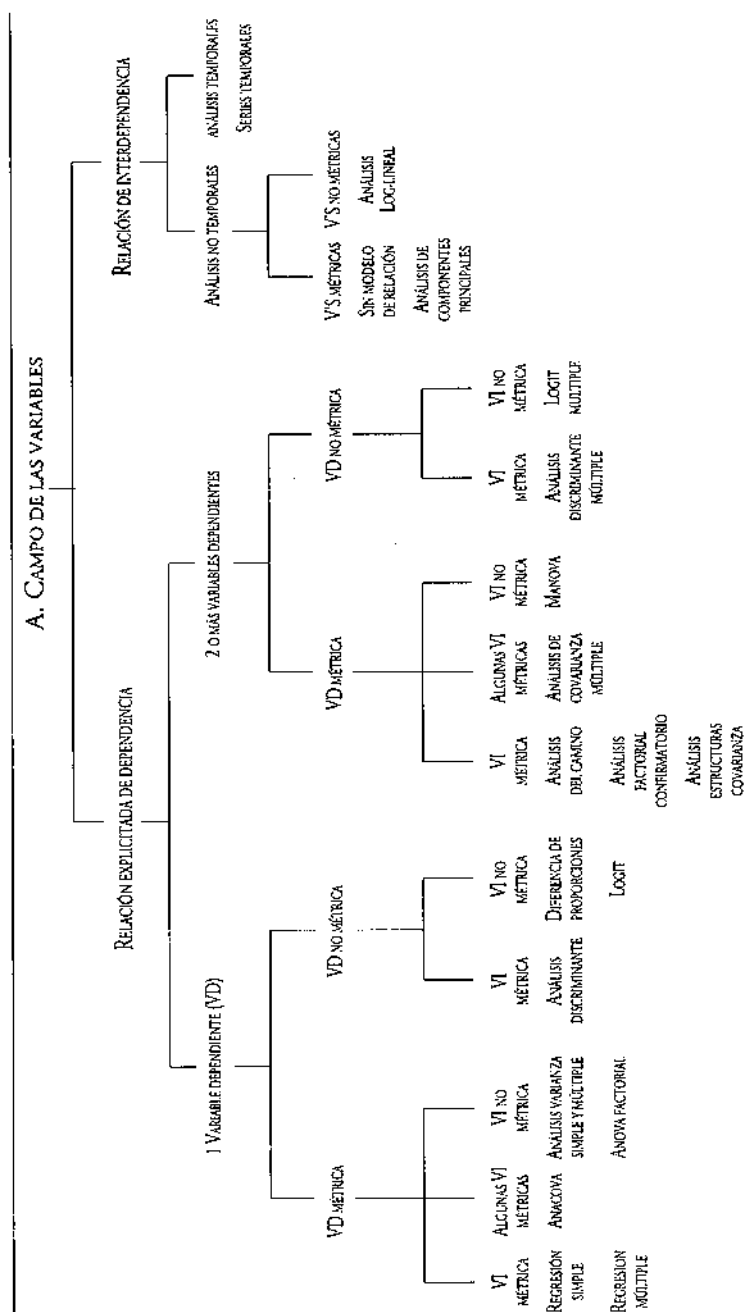 A. CAMPO DE LAS VARIABLES
RELACIÓN EXPLICITADA DE DEPENDENCIA
RELACIÓN DE INTERDEPENDENCIA
1 VARIABLE DEPENDIENTE (VD)
2 O MÁS VARIABLES DEPENDIENTES
ANÁLISIS NO TEMPORALES
ANÁLISIS TEMPORALES
SERIES TEMPORALES
VD MÉTRICA
VD NO MÉTRICA
VD MÉTRICA
VD NO MÉTRICA
V'S MÉTRICAS
SIN MODELO
DE RELACIÓN
ANÁLISIS DE
COMPONENTES
PRINCIPALES
V'S NO MÉTRICAS
ANÁLISIS
LOG-LINEAL
VI
MÉTRICA
REGRESIÓN
SIMPLE
REGRESION
MÚLTIPLE
ALGUNAS VI
MÉTRICAS
ANACOVA
VI NO
MÉTRICA
ANÁLISIS VARIANZA
SIMPLE Y MÚLTIPLE
ANOVA FACTORIAL
VI
MÉTRICA
ANÁLISIS
DISCRIMINANTE
VI NO
MÉTRICA
DIFERENCIA DE
PROPORCIONES
LOGIT
VI
MÉTRICA
ANÁLISIS
DEL CAMINO
ANÁLISIS
FACTORIAL
CONFIRMATORIO
ANÁLISIS
ESTRUCTURAS
COVARIANZA
ALGUNAS VI
MÉTRICAS
ANÁLISIS DE
COVARIANZA
MÚLTIPLE
VI NO
MÉTRICA
MANOVA
VI
MÉTRICA
ANÁLISIS
DISCRIMINANTE
MÚLTIPLE
VI NO
MÉTRICA
LOGIT
MULTIPLE